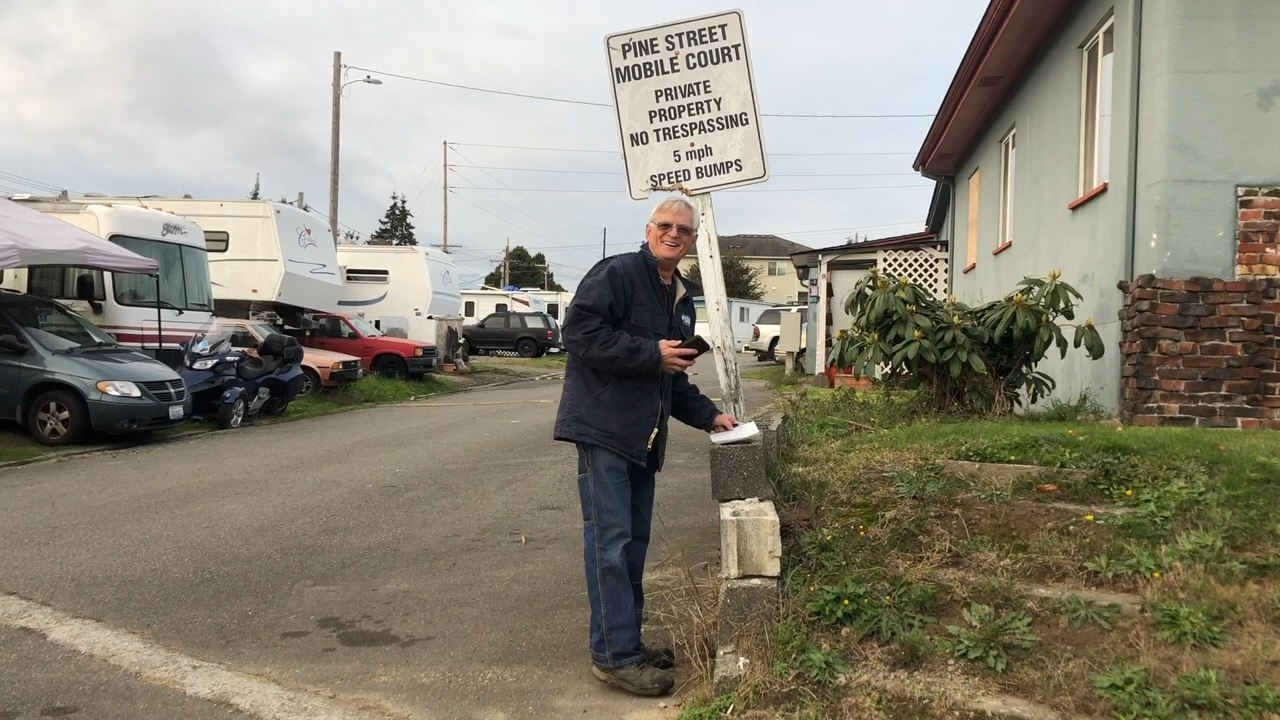 PINE STREET
MOBILE COURT
PRIVATE
PROPERTY
NO TRESPASSING
5 mph
SPEED BUMPS